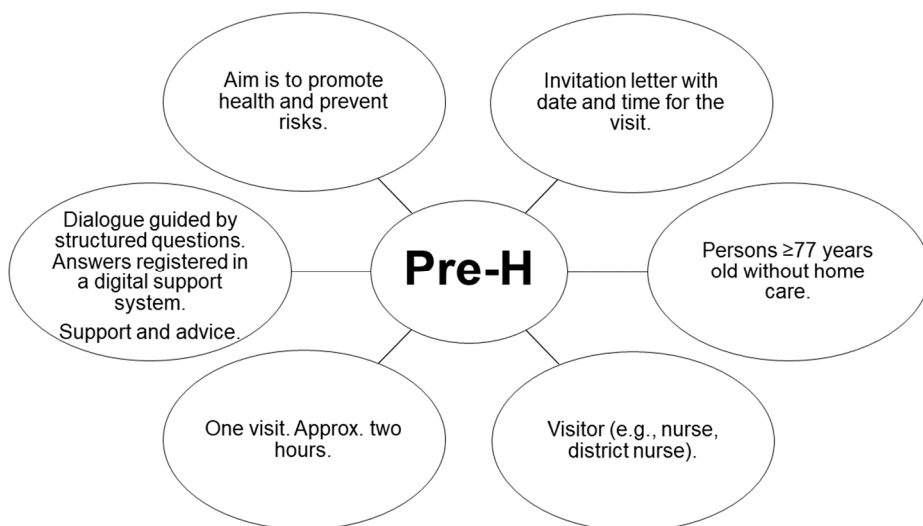 Aim is to promote
health and prevent
risks.
Invitation letter with
date and time for the
visit.
Dialogue guided by
structured questions.
Answers registered in
a digital support
system.
Support and advice.
Pre-H
Persons ≥77 years
old without home
care.
One visit. Approx. two
hours.
Visitor (e.g., nurse,
district nurse).